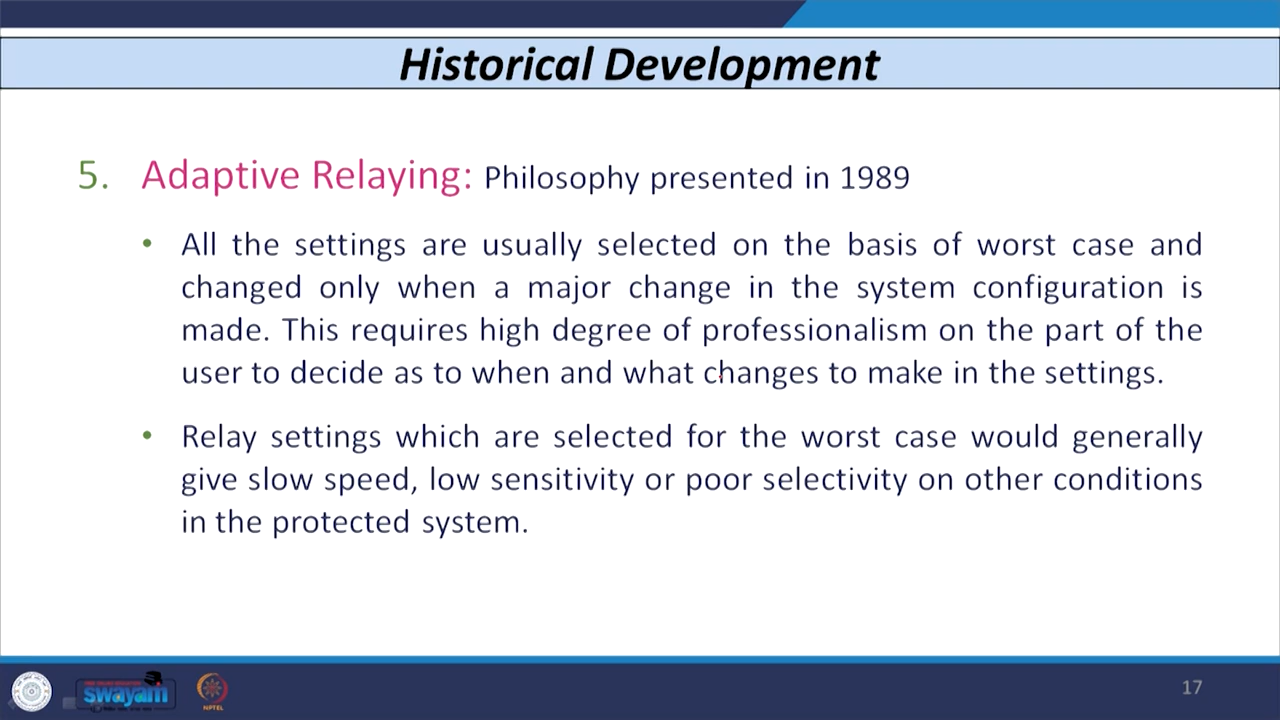 Historical Development
5. Adaptive Relaying: Philosophy presented in 1989
• All the settings are usually selected on the basis of worst case and
changed only when a major change in the system configuration is
made. This requires high degree of professionalism on the part of the
user to decide as to when and what changes to make in the settings.
• Relay settings which are selected for the worst case would generally
give slow speed, low sensitivity or poor selectivity on other conditions
in the protected system.
swayam
NPTEL
17